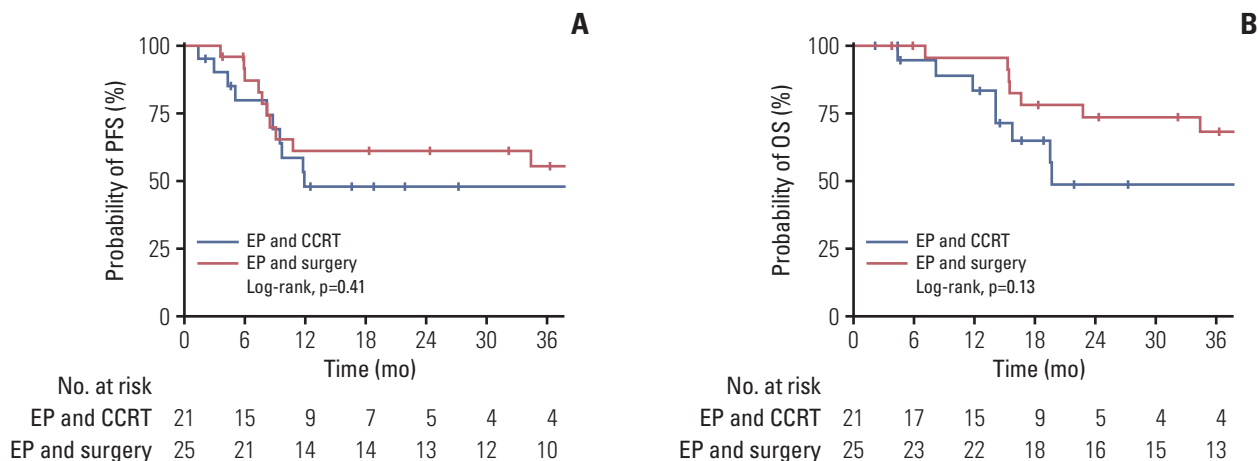 A
Probability of PFS (%)
100
75
50
25
0
EP and CCRT
EP and surgery
Log-rank, p=0.41
0 6 12 18 24 30 36
Time (mo)
No. at risk
EP and CCRT 21 15 9 7 5 4 4
EP and surgery 25 21 14 14 13 12 10
B
Probability of OS (%)
100
75
50
25
0
EP and CCRT
EP and surgery
Log-rank, p=0.13
0 6 12 18 24 30 36
Time (mo)
No. at risk
EP and CCRT 21 17 15 9 5 4 4
EP and surgery 25 23 22 18 16 15 13